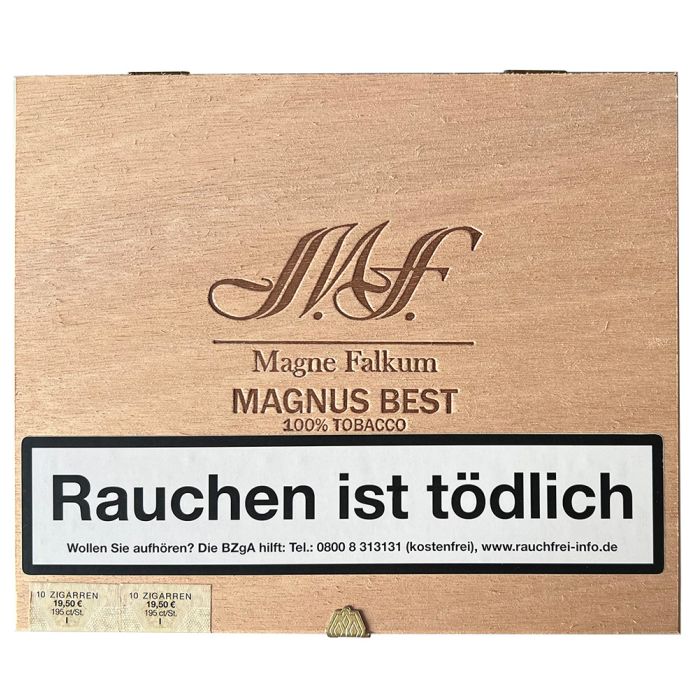 M.F.
Magne Falkum
MAGNUS BEST
100% TOBACCO
Rauchen ist tödlich
Wollen Sie aufhören? Die BZgA hilft: Tel.: 0800 8 313131 (kostenfrei), www.rauchfrei-info.de
10 ZIGARREN 10 ZIGARREN
19,50 € 19,50 €
195 ct/St. 195 ct/St.
I I